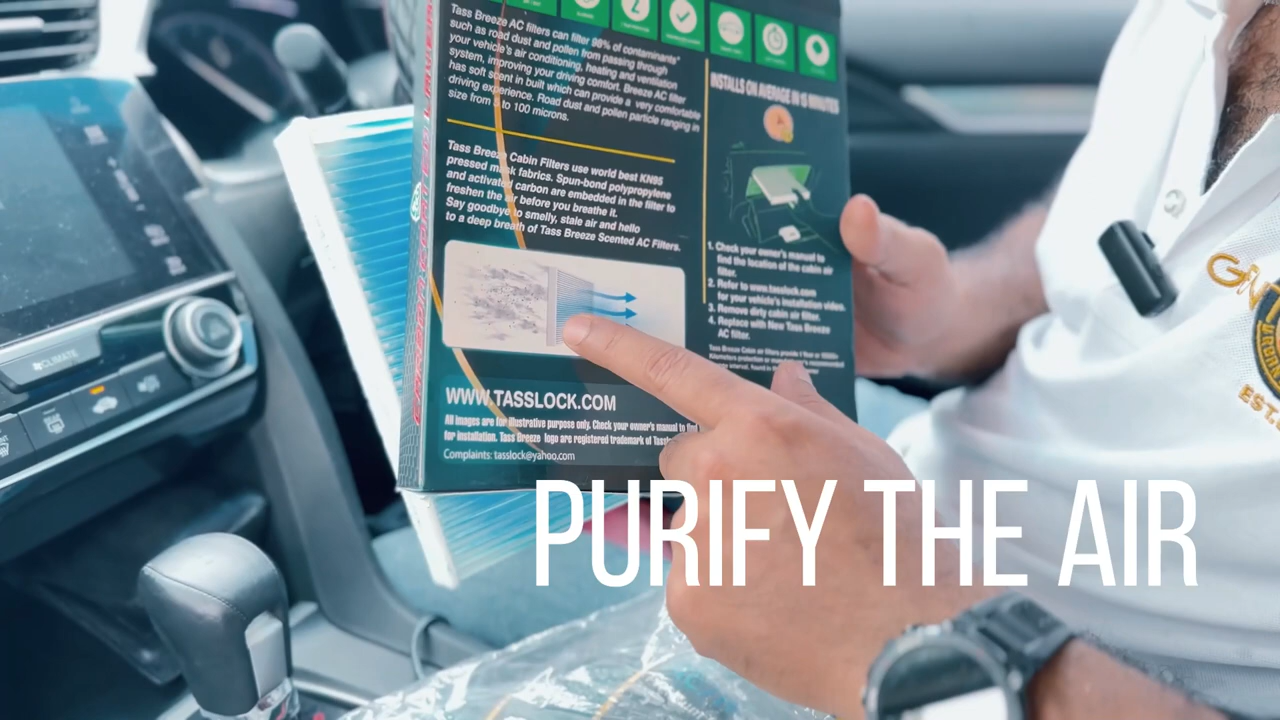 Tass Breeze AC filters can filter 98% of contaminants*
such as road dust and pollen from passing through
your vehicle's air conditioning, heating and ventilation
system, improving your driving comfort. Breeze AC filter
has soft scent in built which can provide a very comfortable
driving experience. Road dust and pollen particle ranging in
size from 5 to 100 microns.
Tass Breeze Cabin Filters use world best KN95
pressed mask fabrics. Spun-bond polypropylene
and activated carbon are embedded in the filter to
freshen the air before you breathe it.
Say goodbye to smelly, stale air and hello
to a deep breath of Tass Breeze Scented AC Filters.
INSTALLS ON AVERAGE IN 15 MINUTES
1. Check your owner's manual to
find the location of the cabin air
filter.
2. Refer to www.tasslock.com
for your vehicle's installation video.
3. Remove dirty cabin air filter.
4. Replace with New Tass Breeze
AC filter.
WWW.TASSLOCK.COM
All images are for illustrative purpose only. Check your owner's manual to find
for installation. Tass Breeze logo are registered trademark of
Complaints: tasslock@yahoo.com
CLIMATE
EST.
PURIFY THE AIR